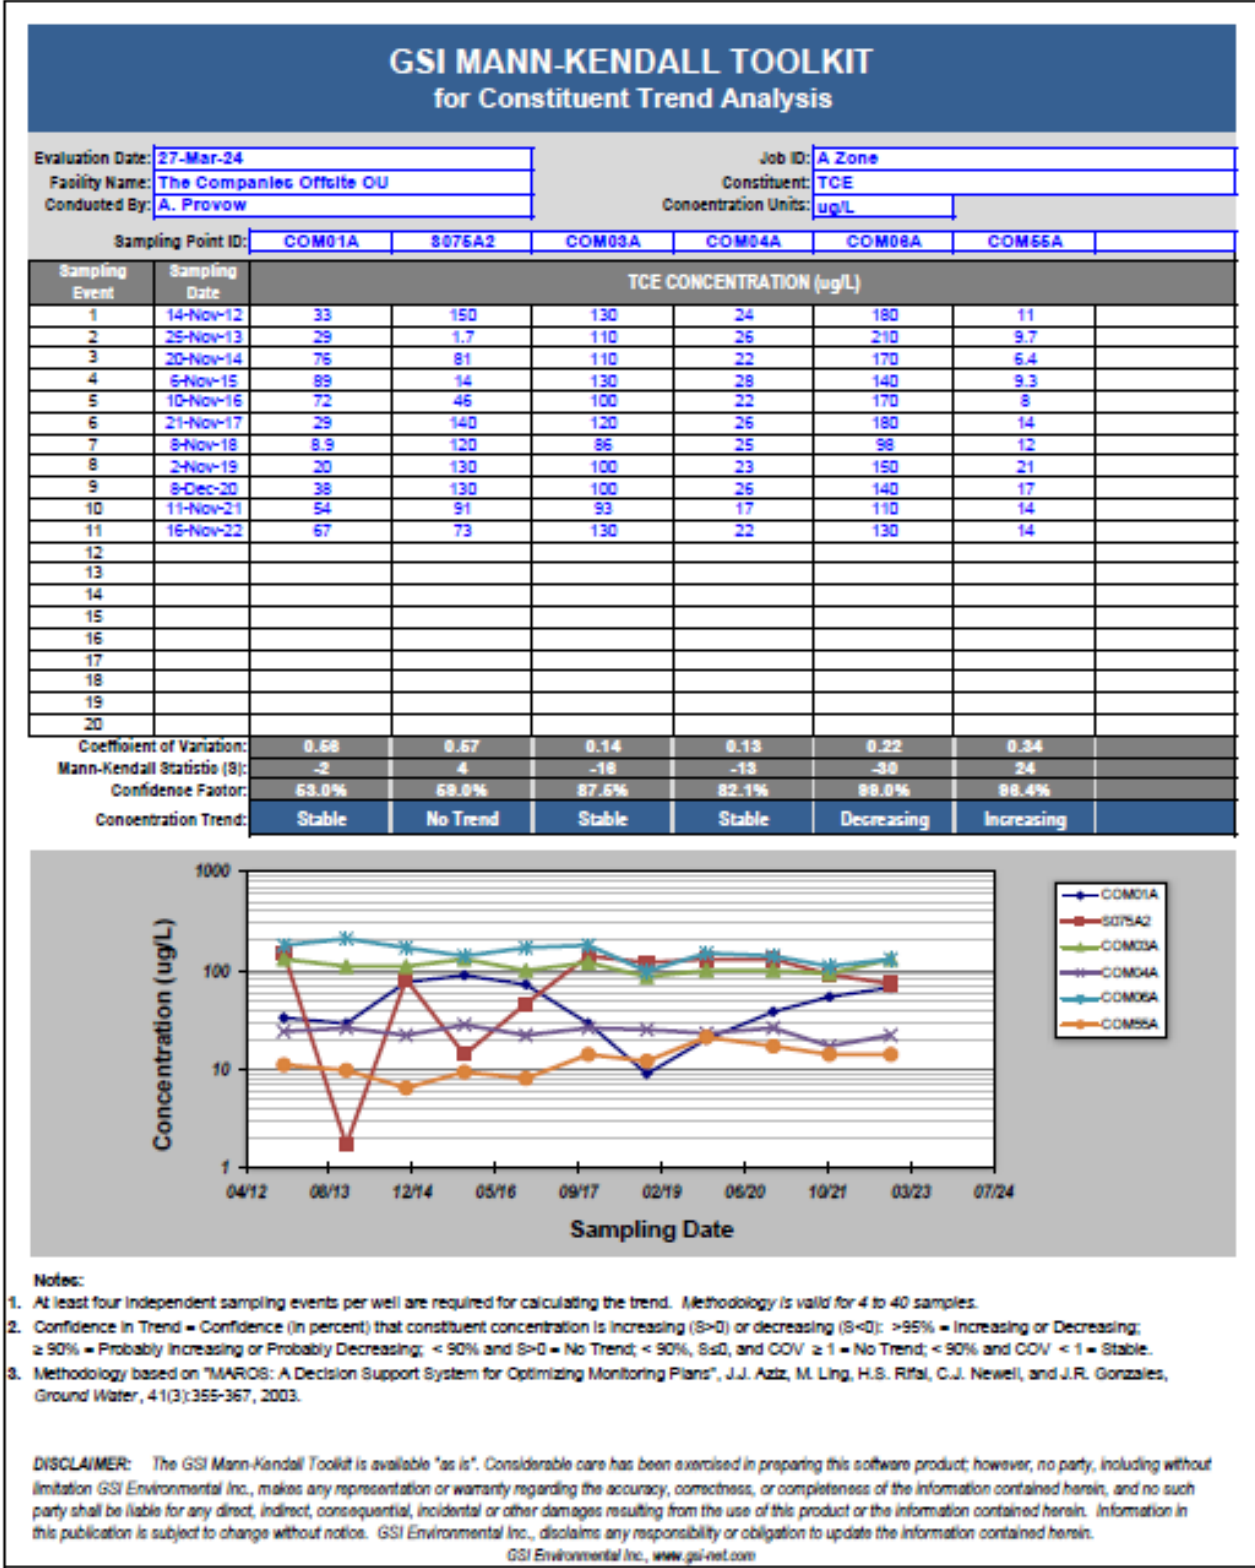 GSI MANN-KENDALL TOOLKIT
for Constituent Trend Analysis
Evaluation Date: 27-Mar-24 Job ID: A Zone
Facility Name: The Companies Offsite OU Constituent: TCE
Conducted By: A. Provow Concentration Units: ug/L
Sampling Point ID: COM01A S075A2 COM03A COM04A COM06A COM55A
Sampling Event Sampling Date TCE CONCENTRATION (ug/L)
1 14-Nov-12 33 150 130 24 180 11
2 25-Nov-13 29 1.7 110 26 210 9.7
3 20-Nov-14 76 81 110 22 170 6.4
4 6-Nov-15 89 14 130 28 140 9.3
5 10-Nov-16 72 46 100 22 170 8
6 21-Nov-17 29 140 120 26 180 14
7 8-Nov-18 8.9 120 86 25 98 12
8 2-Nov-19 20 130 100 23 150 21
9 8-Dec-20 38 130 100 26 140 17
10 11-Nov-21 54 91 93 17 110 14
11 16-Nov-22 67 73 130 22 130 14
12
13
14
15
16
17
18
19
20
Coefficient of Variation: 0.56 0.57 0.14 0.13 0.22 0.34
Mann-Kendall Statistic (S): -2 4 -16 -13 -30 24
Confidence Factor: 53.0% 59.0% 87.5% 82.1% 99.0% 96.4%
Concentration Trend: Stable No Trend Stable Stable Decreasing Increasing
1000
100
10
1
Concentration (ug/L)
04/12 08/13 12/14 05/16 09/17 02/19 06/20 10/21 03/23 07/24
Sampling Date
COM01A
S075A2
COM03A
COM04A
COM06A
COM55A
Notes:
1. At least four independent sampling events per well are required for calculating the trend. Methodology is valid for 4 to 40 samples.
2. Confidence in Trend = Confidence (in percent) that constituent concentration is increasing (S>0) or decreasing (S<0): >95% = Increasing or Decreasing;
≥ 90% = Probably Increasing or Probably Decreasing; < 90% and S>0 = No Trend; < 90%, S≤0, and COV ≥ 1 = No Trend; < 90% and COV < 1 = Stable.
3. Methodology based on "MAROS: A Decision Support System for Optimizing Monitoring Plans", J.J. Aziz, M. Ling, H.S. Rifai, C.J. Newell, and J.R. Gonzales,
Ground Water, 41(3):355-367, 2003.
DISCLAIMER: The GSI Mann-Kendall Toolkit is available "as is". Considerable care has been exercised in preparing this software product; however, no party, including without
limitation GSI Environmental Inc., makes any representation or warranty regarding the accuracy, correctness, or completeness of the information contained herein, and no such
party shall be liable for any direct, indirect, consequential, incidental or other damages resulting from the use of this product or the information contained herein. Information in
this publication is subject to change without notice. GSI Environmental Inc., disclaims any responsibility or obligation to update the information contained herein.
GSI Environmental Inc., www.gsi-net.com